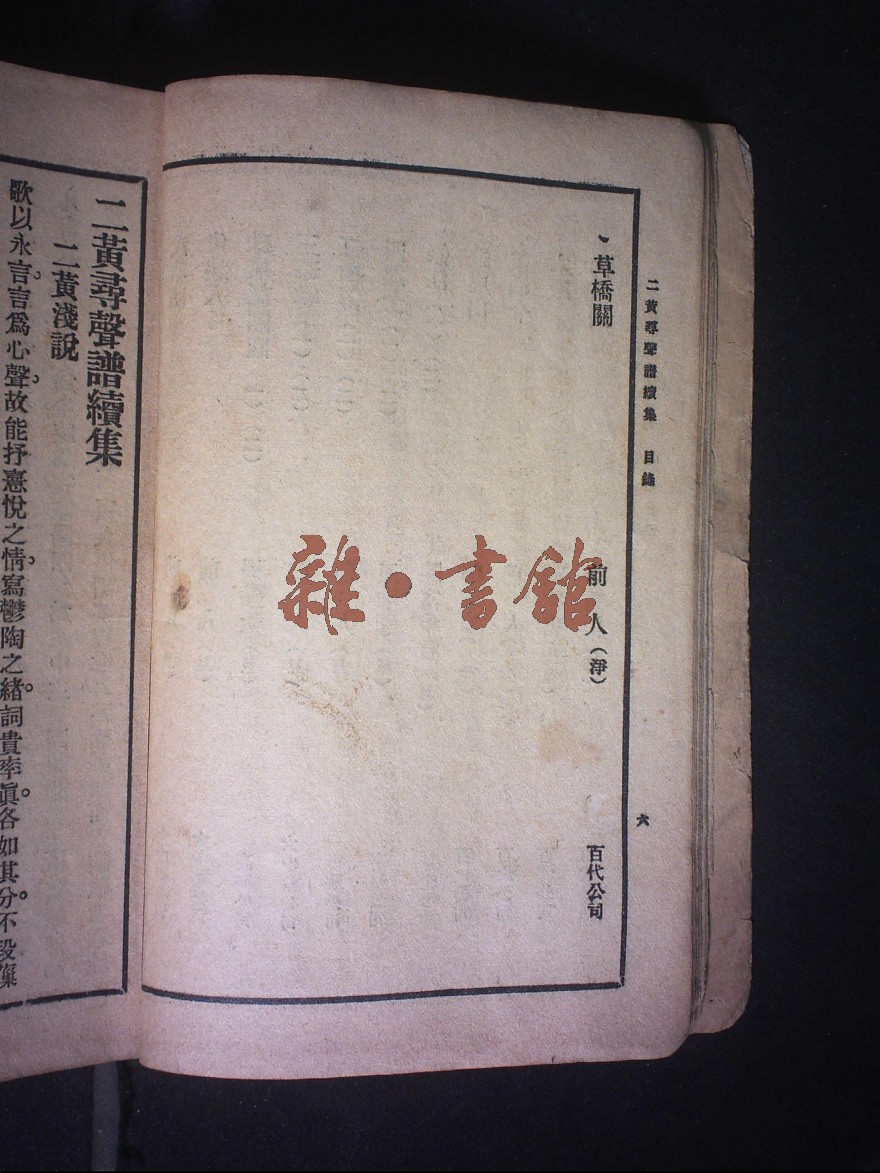 二黃尋聲譜續集　目錄
六
草橋關　前人（淨）　百代公司
雜·書館
二黃尋聲譜續集
二黃淺說
歌以永言。言爲心聲。故能抒憙悅之情。寫鬱陶之緒。詞貴率眞。各如其分。不